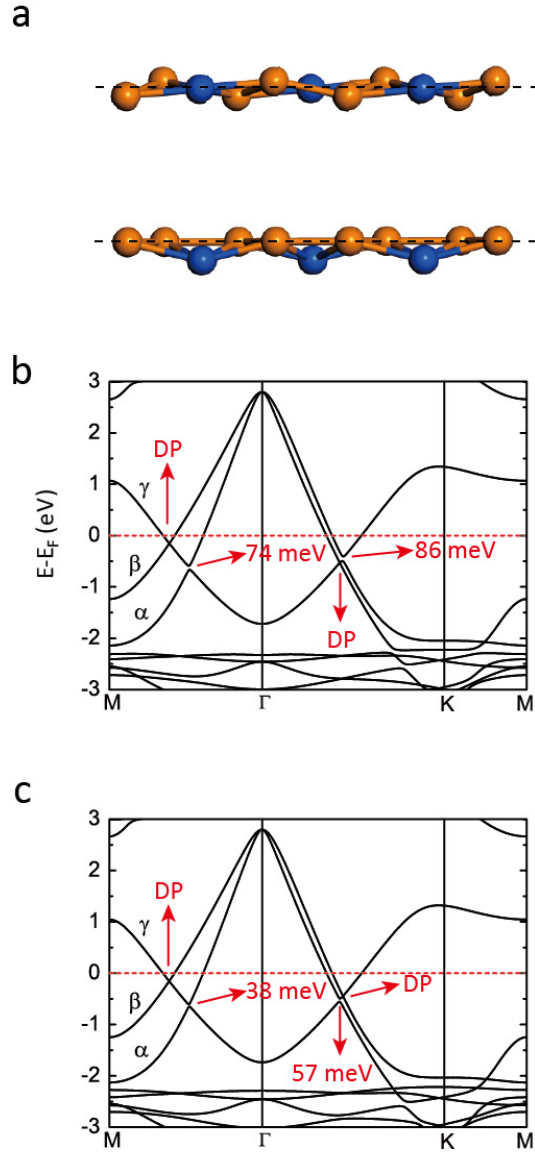 a
b
3
2
1
0
-1
-2
-3
E-E_F (eV)
DP
γ
β
α
74 meV
86 meV
DP
M Γ K M
c
3
2
1
0
-1
-2
-3
DP
γ
β
α
38 meV
DP
57 meV
M Γ K M